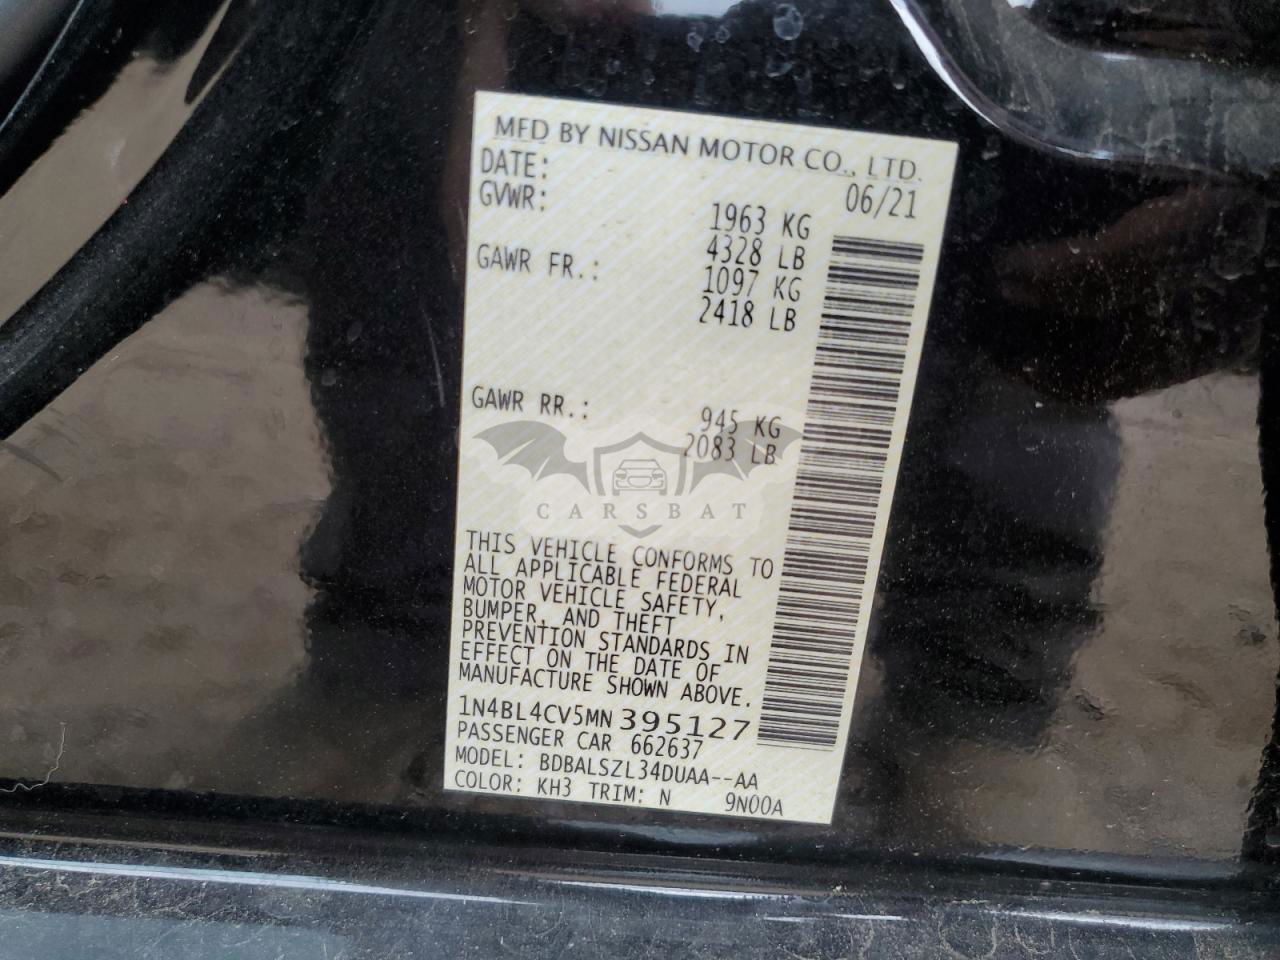 MFD BY NISSAN MOTOR CO., LTD.
DATE: 06/21
GVWR: 1963 KG
4328 LB
GAWR FR.: 1097 KG
2418 LB
GAWR RR.: 945 KG
2083 LB
CARSBAT
THIS VEHICLE CONFORMS TO
ALL APPLICABLE FEDERAL
MOTOR VEHICLE SAFETY,
BUMPER, AND THEFT
PREVENTION STANDARDS IN
EFFECT ON THE DATE OF
MANUFACTURE SHOWN ABOVE.
1N4BL4CV5MN395127
PASSENGER CAR 662637
MODEL: BDBALSZL34DUAA--AA
COLOR: KH3 TRIM: N 9N00A